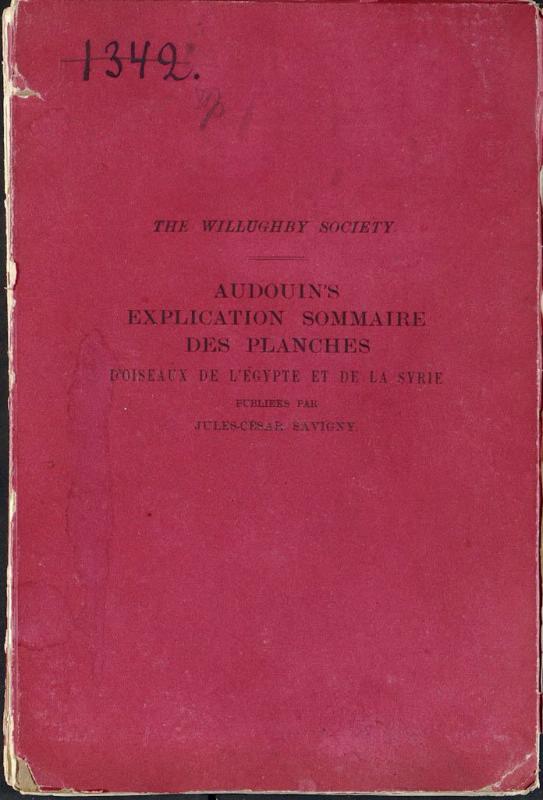 1342.
THE WILLUGHBY SOCIETY
AUDOUIN'S
EXPLICATION SOMMAIRE
DES PLANCHES
D'OISEAUX DE L'ÉGYPTE ET DE LA SYRIE
PUBLIÉES PAR
JULES-CÉSAR SAVIGNY.